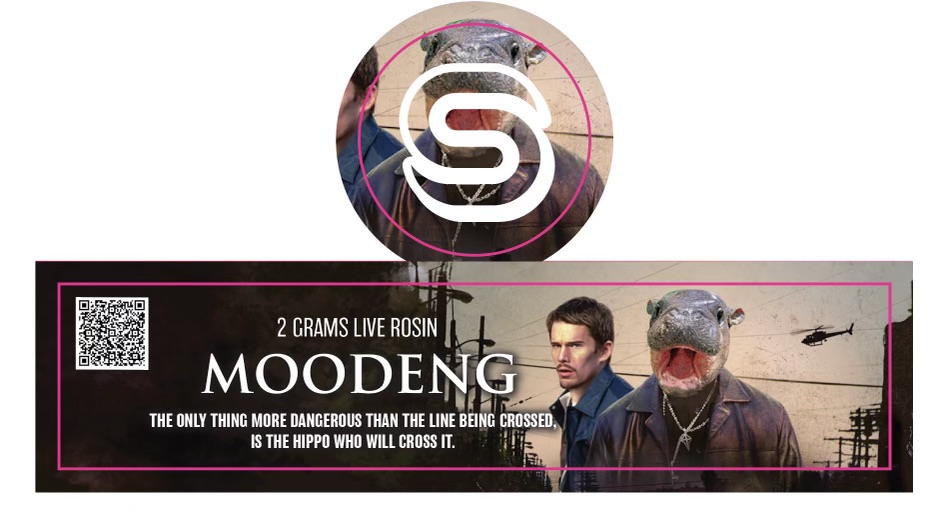 S
2 GRAMS LIVE ROSIN
MOODENG
THE ONLY THING MORE DANGEROUS THAN THE LINE BEING CROSSED,
IS THE HIPPO WHO WILL CROSS IT.